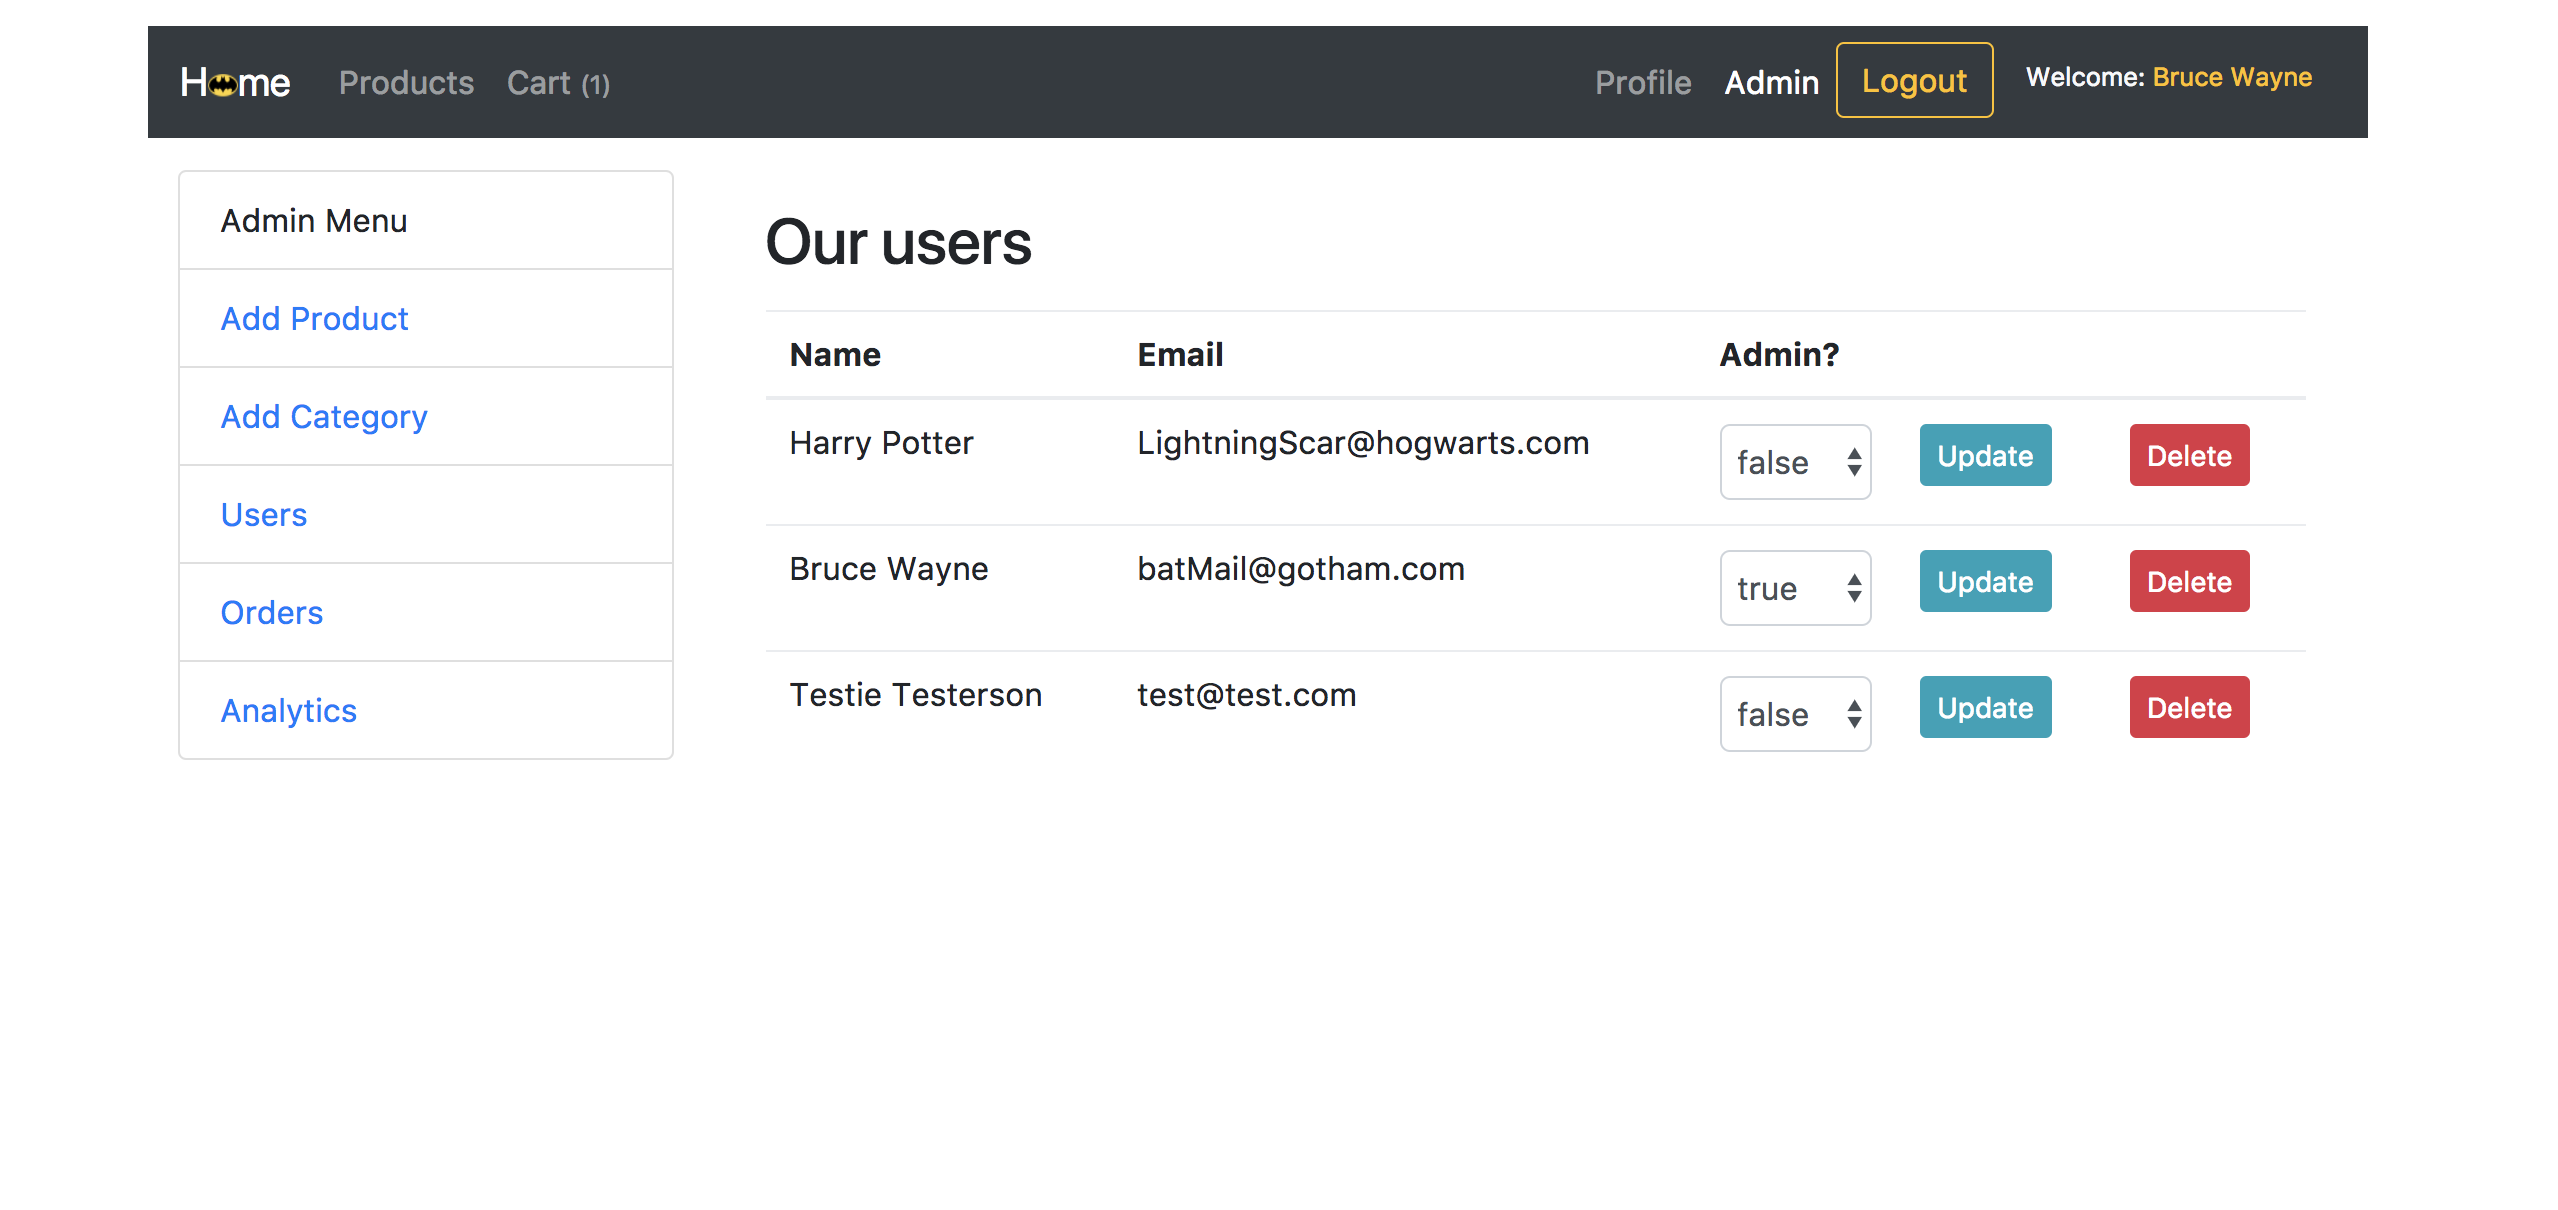 Home Products Cart (1) Profile Admin Logout Welcome: Bruce Wayne
Admin Menu
Add Product
Add Category
Users
Orders
Analytics
Our users
Name Email Admin?
Harry Potter LightningScar@hogwarts.com false Update Delete
Bruce Wayne batMail@gotham.com true Update Delete
Testie Testerson test@test.com false Update Delete